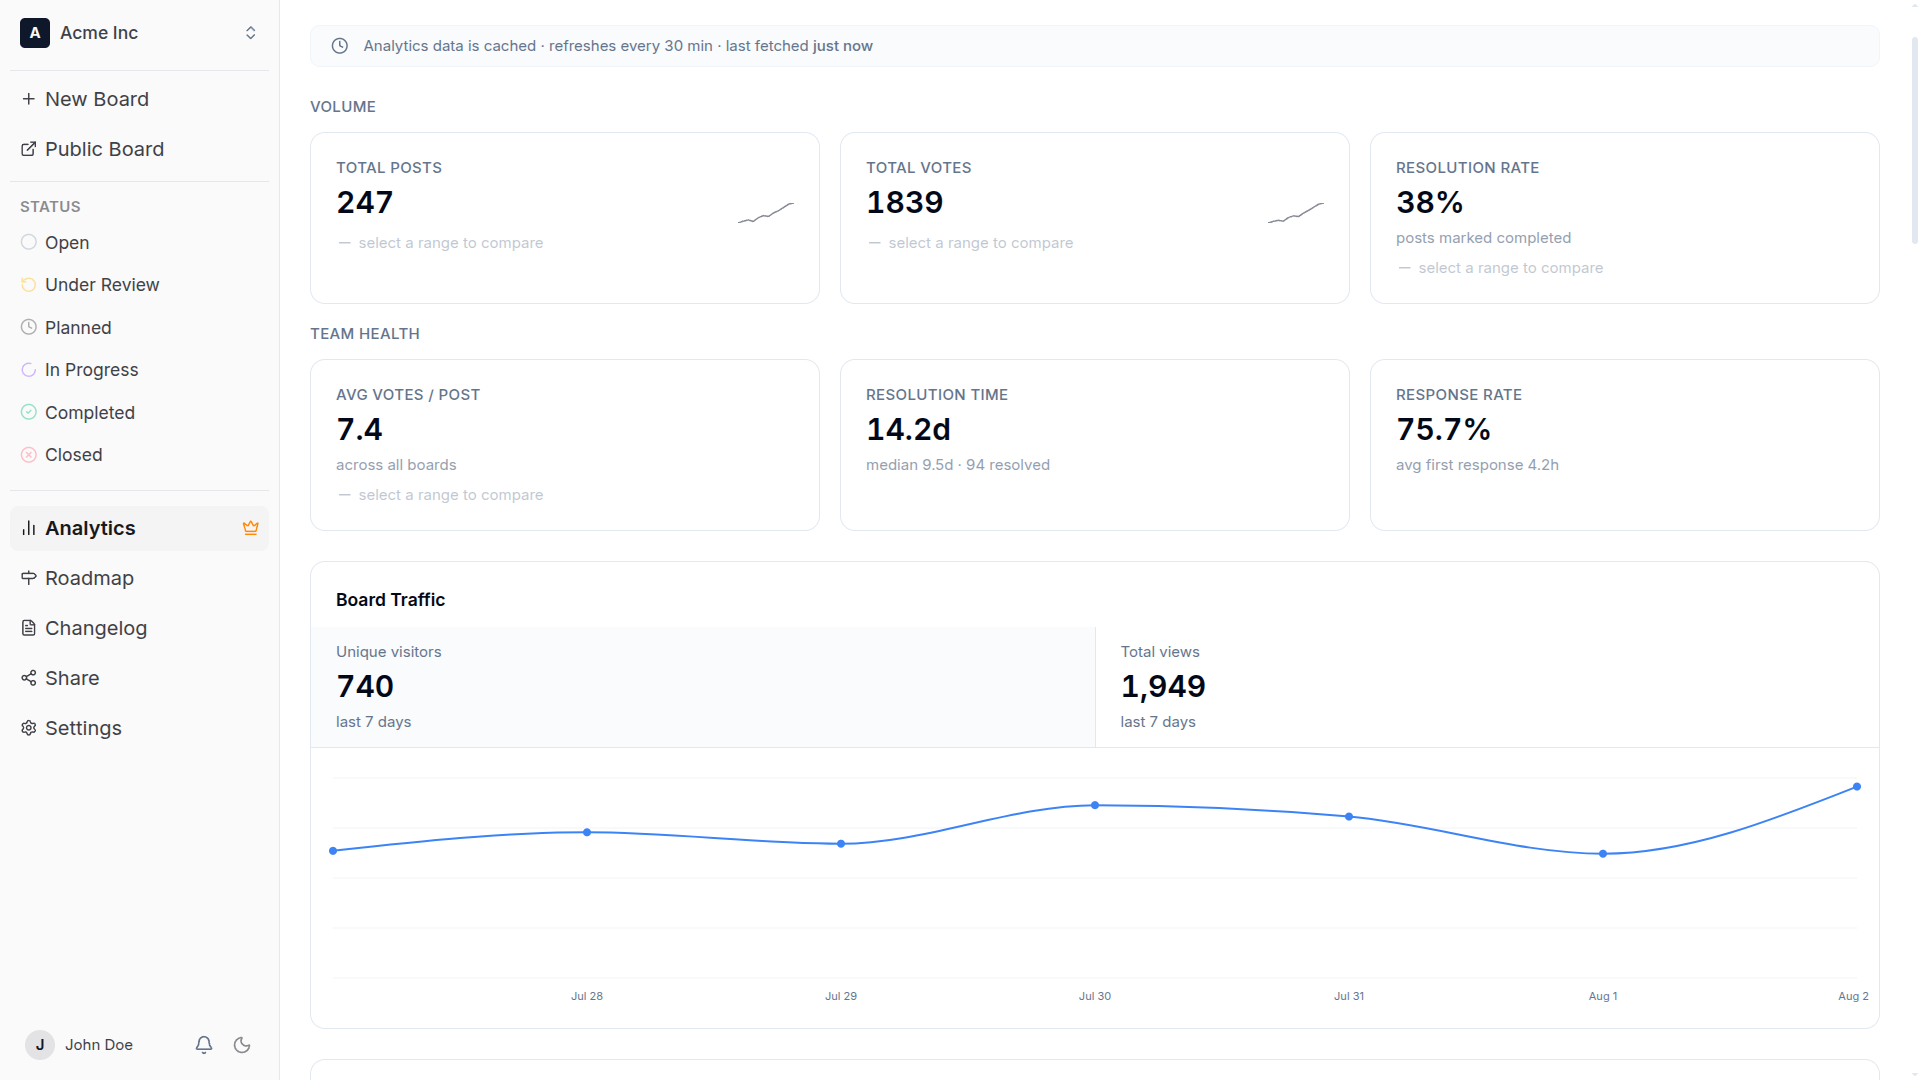 A Acme Inc
New Board
Public Board
STATUS
Open
Under Review
Planned
In Progress
Completed
Closed
Analytics
Roadmap
Changelog
Share
Settings
J John Doe
Analytics data is cached · refreshes every 30 min · last fetched just now
VOLUME
TOTAL POSTS
247
— select a range to compare
TOTAL VOTES
1839
— select a range to compare
RESOLUTION RATE
38%
posts marked completed
— select a range to compare
TEAM HEALTH
AVG VOTES / POST
7.4
across all boards
— select a range to compare
RESOLUTION TIME
14.2d
median 9.5d · 94 resolved
RESPONSE RATE
75.7%
avg first response 4.2h
Board Traffic
Unique visitors
740
last 7 days
Total views
1,949
last 7 days
Jul 28 Jul 29 Jul 30 Jul 31 Aug 1 Aug 2